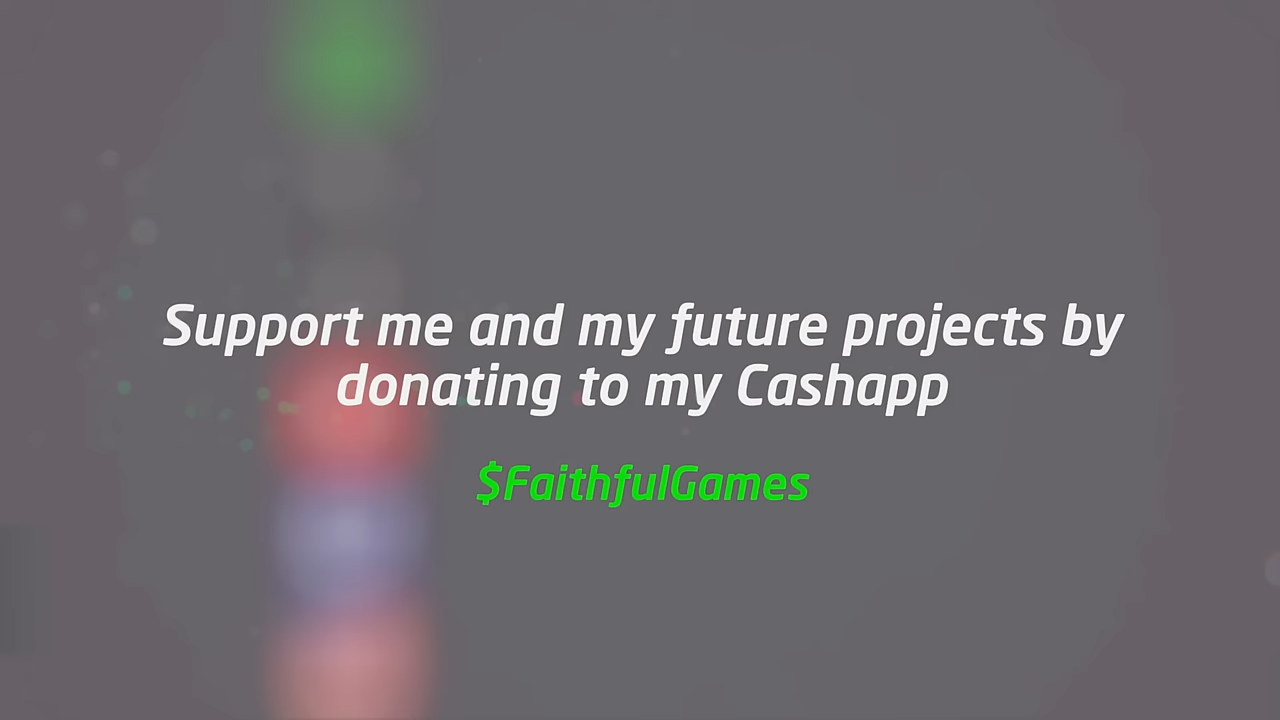 Support me and my future projects by
donating to my Cashapp
$FaithfulGames